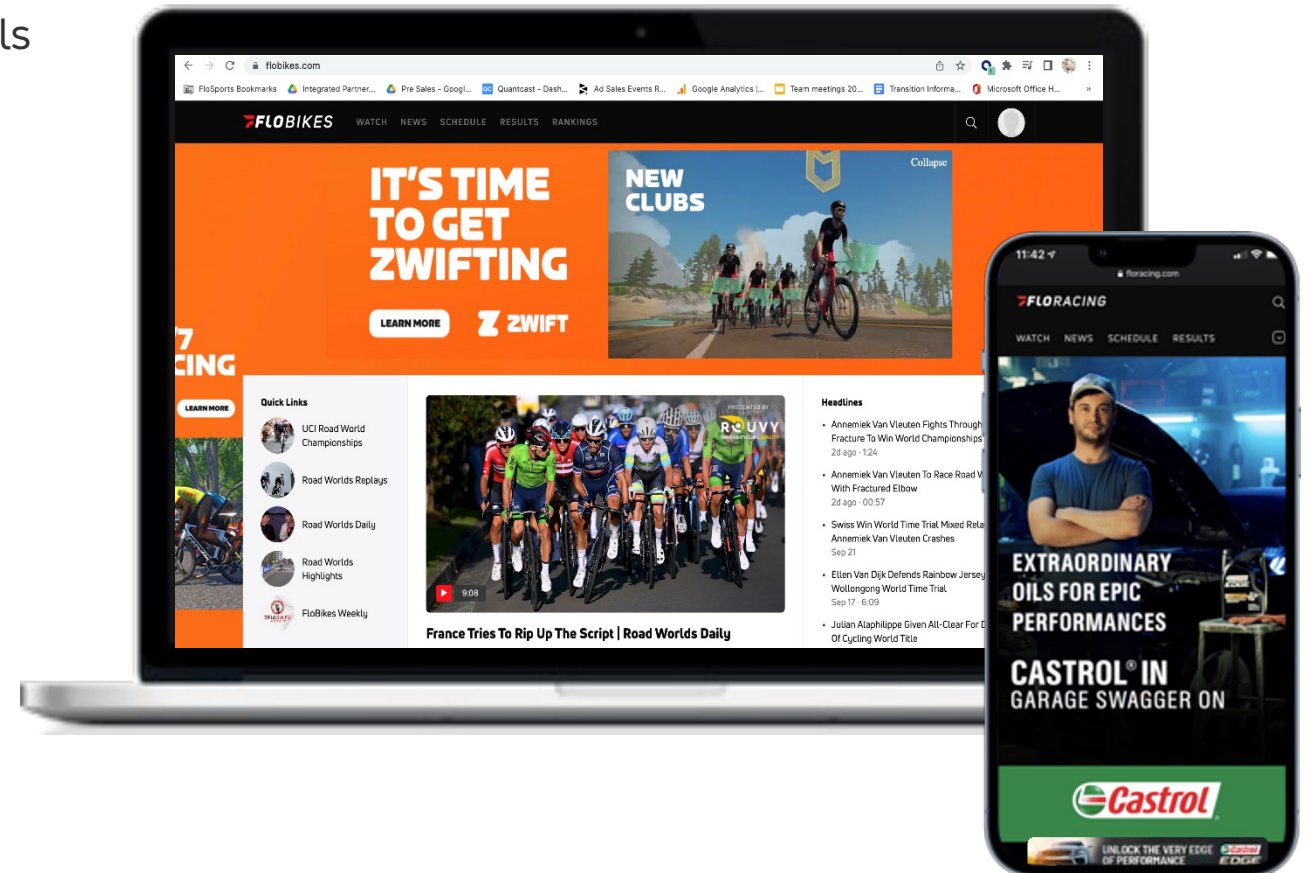 ls
flobikes.com
FloSports Bookmarks
Integrated Partner...
Pre Sales - Googl...
Quantcast - Dash...
Ad Sales Events R...
Google Analytics |...
Team meetings 20...
Transition Informa...
Microsoft Office H...
»
FLOBIKES
WATCH NEWS SCHEDULE RESULTS RANKINGS
IT'S TIME
TO GET
ZWIFTING
LEARN MORE
ZWIFT
NEW
CLUBS
Collapse
7
CING
LEARN MORE
Quick Links
UCI Road World
Championships
Road Worlds Replays
Road Worlds Daily
Road Worlds
Highlights
FloBikes Weekly
PRESENTED BY
ROUVY
9:08
France Tries To Rip Up The Script | Road Worlds Daily
Headlines
• Annemiek Van Vleuten Fights Through
Fracture To Win World Championships
2d ago · 1:24
• Annemiek Van Vleuten To Race Road W
With Fractured Elbow
2d ago · 00:57
• Swiss Win World Time Trial Mixed Rela
Annemiek Van Vleuten Crashes
Sep 21
• Ellen Van Dijk Defends Rainbow Jersey
Wollongong World Time Trial
Sep 17 · 6:09
• Julian Alaphilippe Given All-Clear For D
Of Cycling World Title
11:42
floracing.com
FLORACING
WATCH NEWS SCHEDULE RESULTS
EXTRAORDINARY
OILS FOR EPIC
PERFORMANCES
CASTROL® IN
GARAGE SWAGGER ON
Castrol
UNLOCK THE VERY EDGE
OF PERFORMANCE
Castrol
EDGE